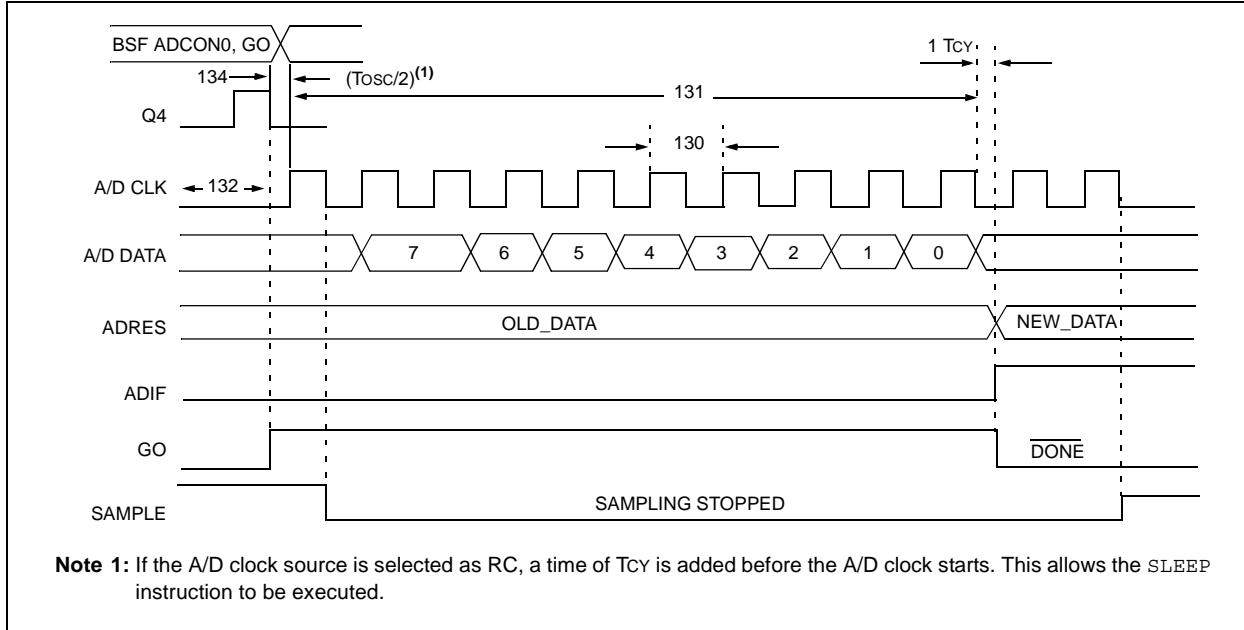 BSF ADCON0, GO
134
(TOSC/2)(1)
1 TCY
131
Q4
130
A/D CLK
132
A/D DATA
7 6 5 4 3 2 1 0
ADRES
OLD_DATA
NEW_DATA
ADIF
GO
DONE
SAMPLE
SAMPLING STOPPED
Note 1: If the A/D clock source is selected as RC, a time of TCY is added before the A/D clock starts. This allows the SLEEP
instruction to be executed.